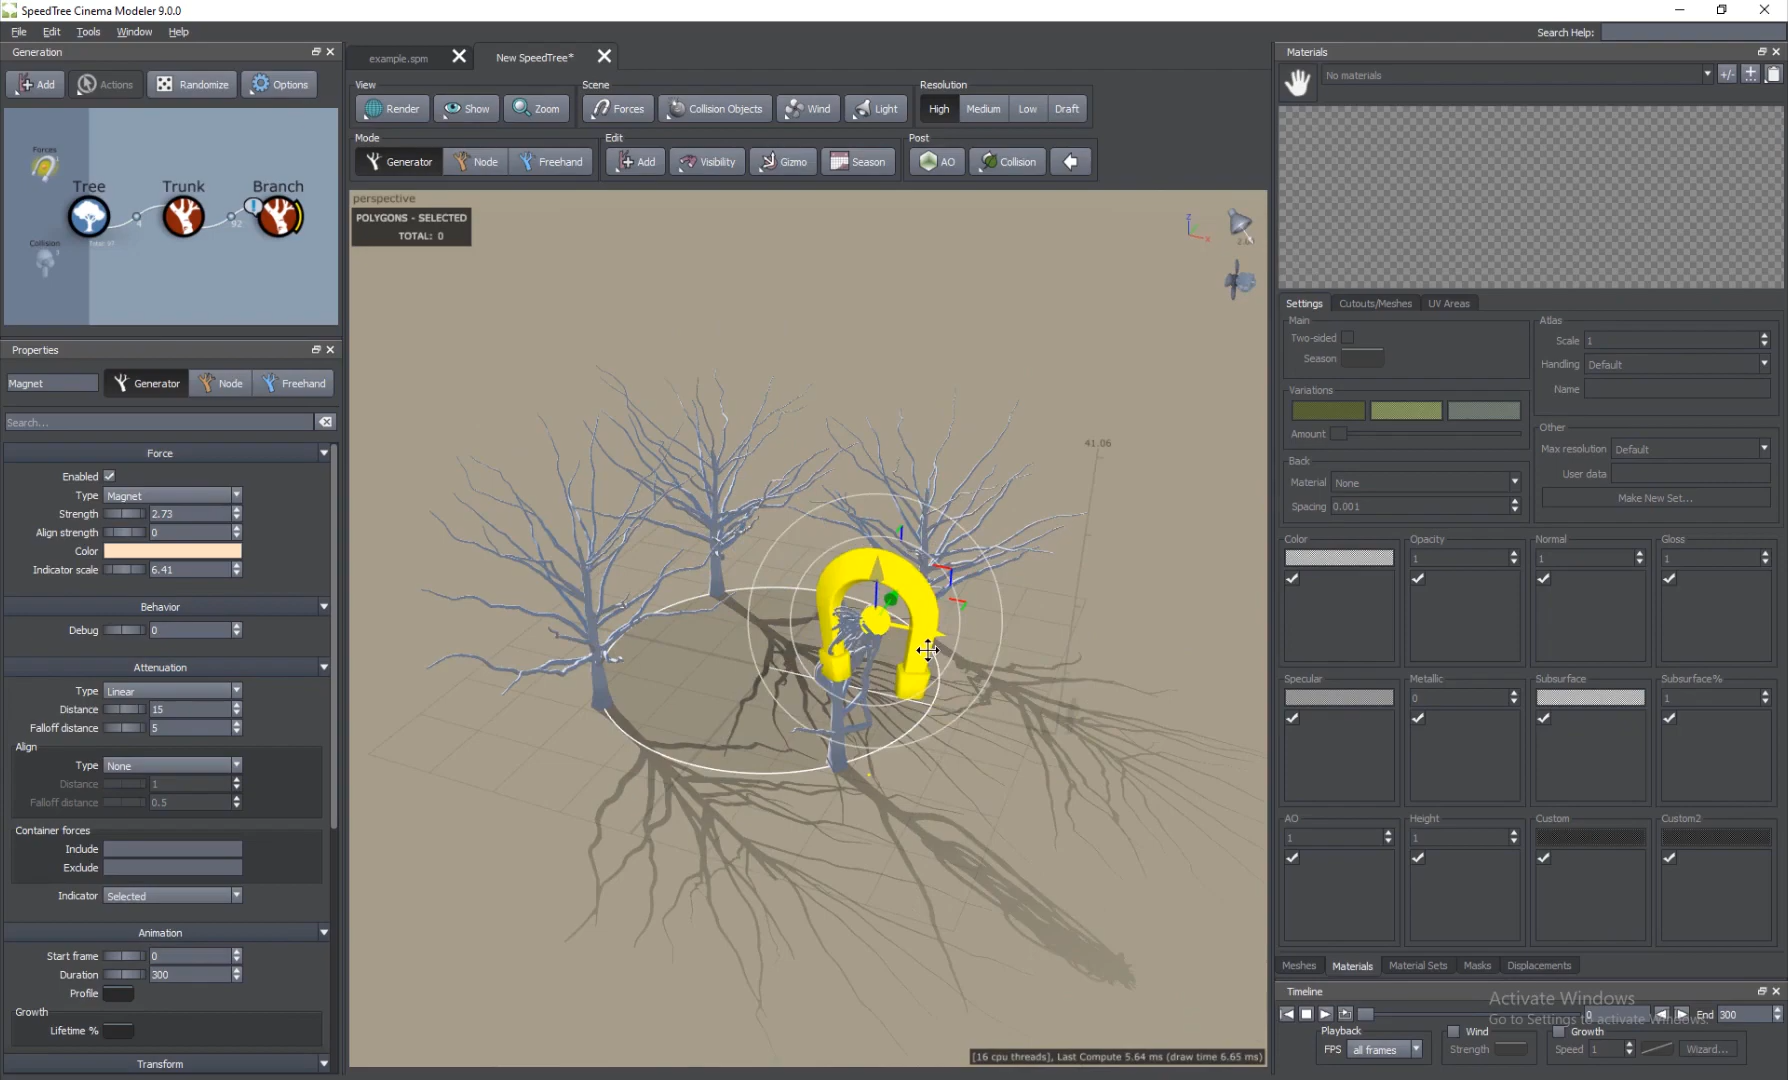 SpeedTree Cinema Modeler 9.0.0
File Edit Tools Window Help
Search Help:
Generation
Add Actions Randomize Options
Forces
Tree Trunk Branch
4 92
Collision
Properties
Magnet Generator Node Freehand
Search...
Force
Enabled
Type Magnet
Strength 2.73
Align strength 0
Color
Indicator scale 6.41
Behavior
Debug 0
Attenuation
Type Linear
Distance 15
Falloff distance 5
Align
Type None
Distance 1
Falloff distance 0.5
Container forces
Include
Exclude
Indicator Selected
Animation
Start frame 0
Duration 300
Profile
Growth
Lifetime %
Transform
example.spm New SpeedTree*
View Scene Resolution
Render Show Zoom Forces Collision Objects Wind Light High Medium Low Draft
Mode Edit Post
Generator Node Freehand Add Visibility Gizmo Season AO Collision
perspective
POLYGONS - SELECTED
TOTAL: 0
41.06
[16 cpu threads], Last Compute 5.64 ms (draw time 6.65 ms)
Materials
No materials
+/-
Settings Cutouts/Meshes UV Areas
Main
Two-sided
Season
Variations
Amount
Back
Material None
Spacing 0.001
Atlas
Scale 1
Handling Default
Name
Other
Max resolution Default
User data
Make New Set...
Color Opacity Normal Gloss
1 1 1
Specular Metallic Subsurface Subsurface%
0 1
AO Height Custom Custom2
1 1
Meshes Materials Material Sets Masks Displacements
Timeline
Activate Windows
Go to Settings to activate Windows.
0 End 300
Playback Wind Growth
FPS all frames Strength Speed 1 Wizard...